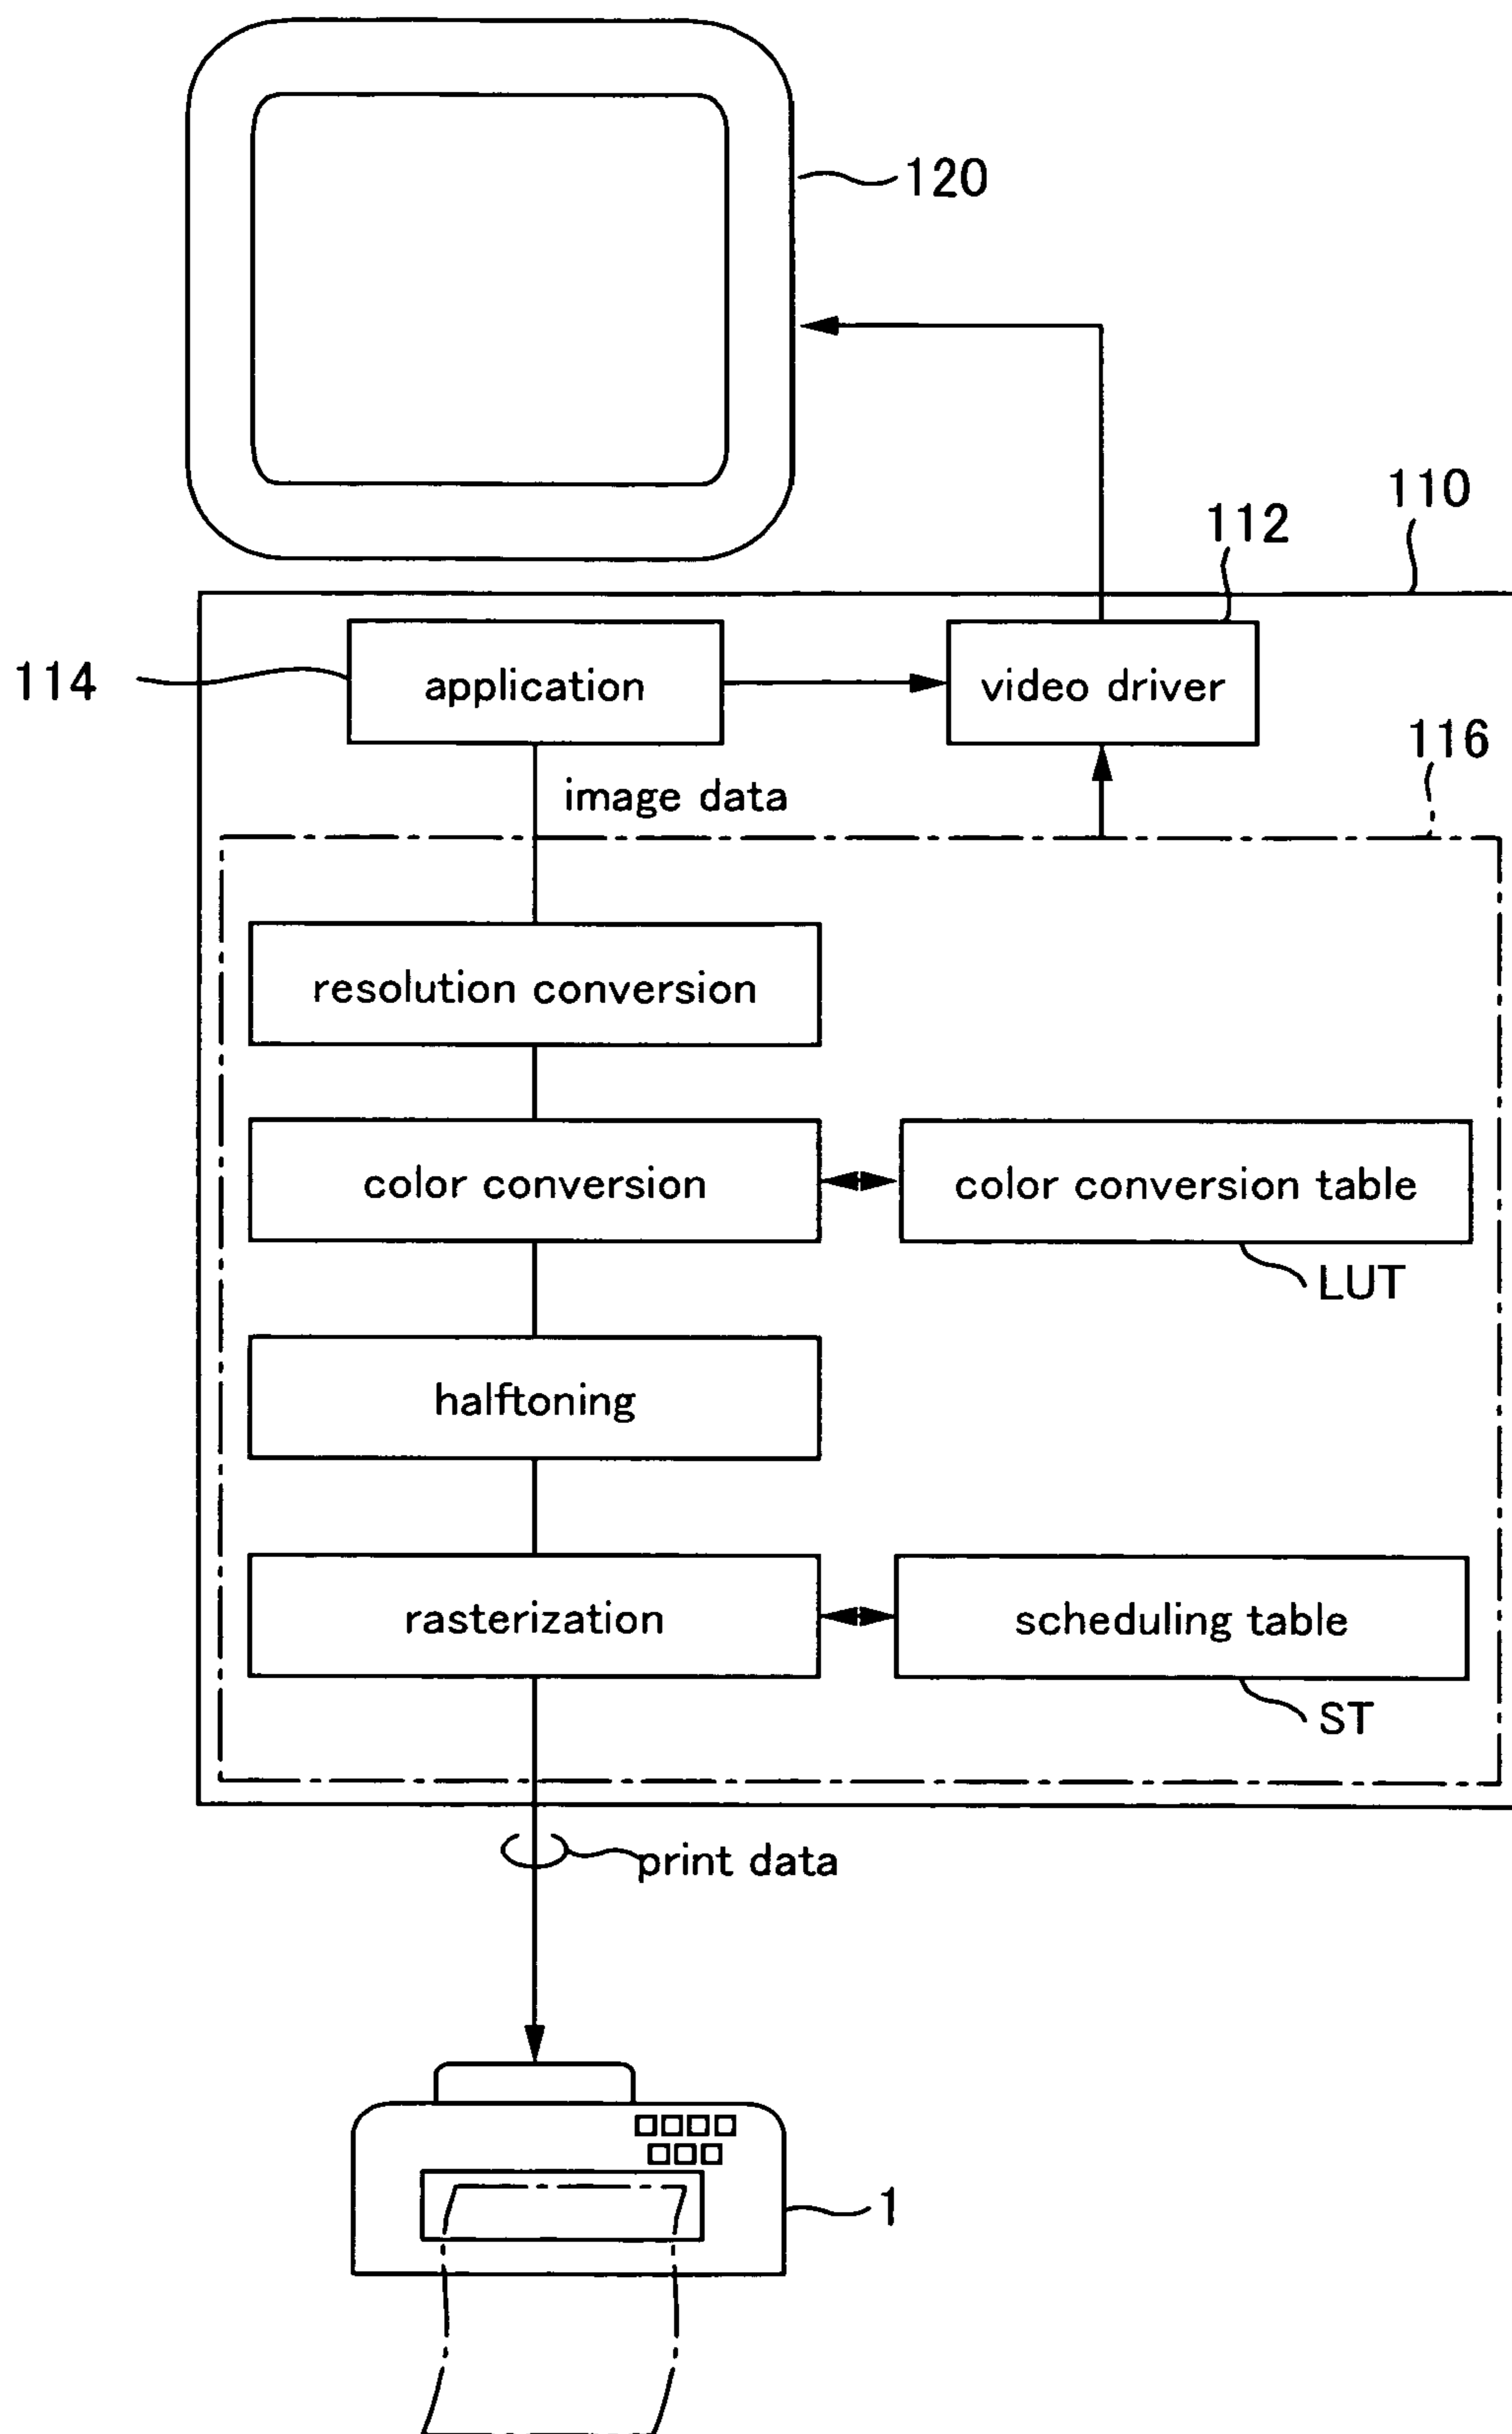 120
110
112
114
application
video driver
116
image data
resolution conversion
color conversion
color conversion table
LUT
halftoning
rasterization
scheduling table
ST
print data
1